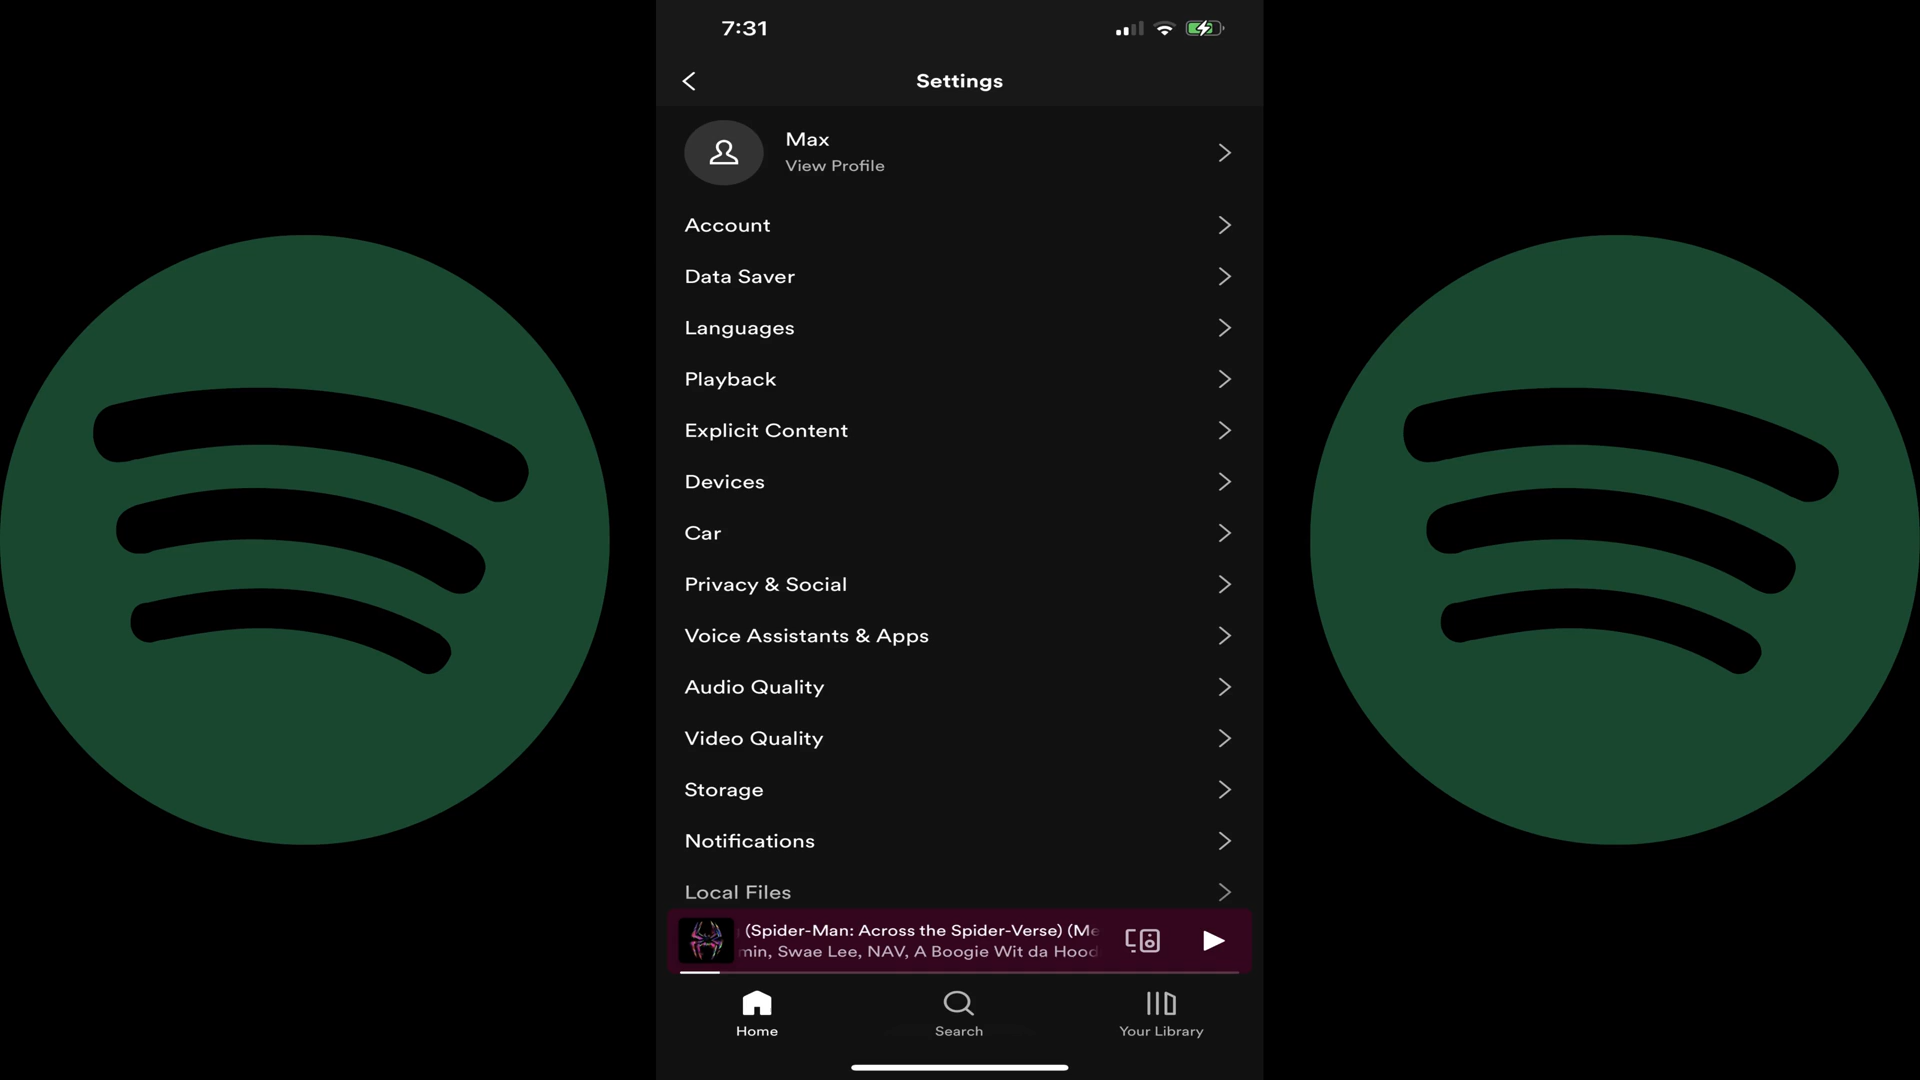 7:31
Settings
Max
View Profile
Account
Data Saver
Languages
Playback
Explicit Content
Devices
Car
Privacy & Social
Voice Assistants & Apps
Audio Quality
Video Quality
Storage
Notifications
Local Files
(Spider-Man: Across the Spider-Verse) (Me
min, Swae Lee, NAV, A Boogie Wit da Hood
Home
Search
Your Library